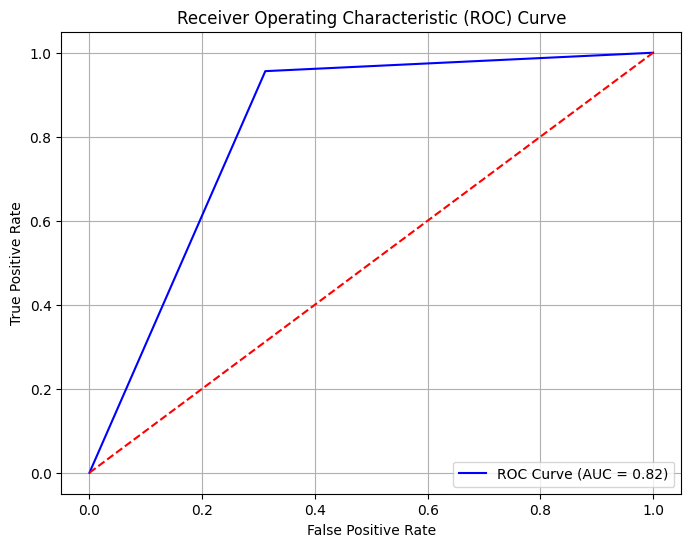 Receiver Operating Characteristic (ROC) Curve
True Positive Rate
1.0
0.8
0.6
0.4
0.2
0.0
ROC Curve (AUC = 0.82)
0.0 0.2 0.4 0.6 0.8 1.0
False Positive Rate